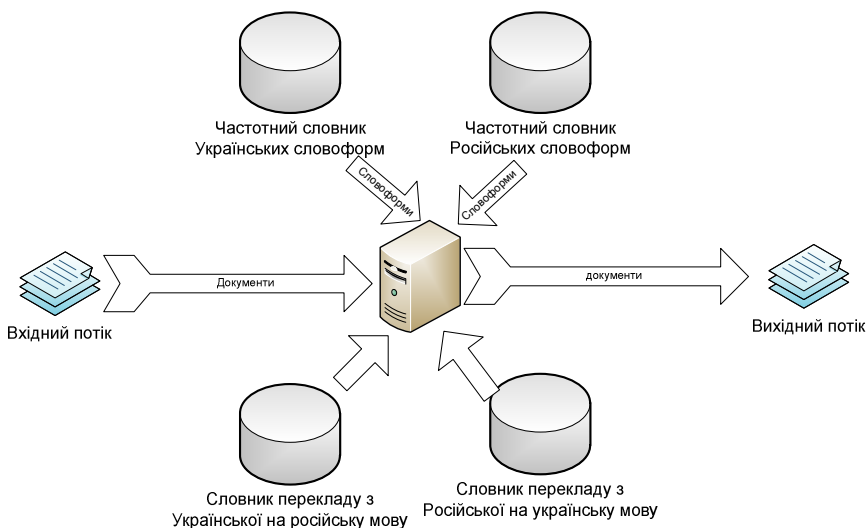 Частотний словник
Українських словоформ
Частотний словник
Російських словоформ
Словоформи
Словоформи
Документи
документи
Вхідний потік
Вихідний потік
Словник перекладу з
Української на російську мову
Словник перекладу з
Російської на українську мову